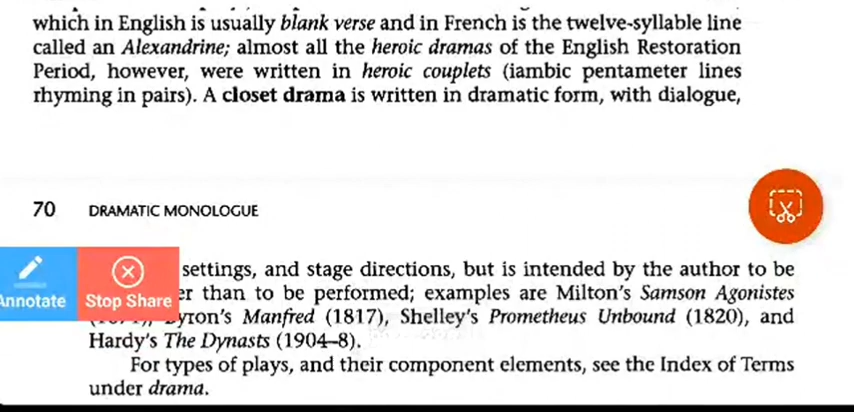 which in English is usually blank verse and in French is the twelve-syllable line
called an Alexandrine; almost all the heroic dramas of the English Restoration
Period, however, were written in heroic couplets (iambic pentameter lines
rhyming in pairs). A closet drama is written in dramatic form, with dialogue,
70 DRAMATIC MONOLOGUE
settings, and stage directions, but is intended by the author to be
Annotate Stop Share than to be performed; examples are Milton's Samson Agonistes
Manfred (1817), Shelley's Prometheus Unbound (1820), and
Hardy's The Dynasts (1904–8).
For types of plays, and their component elements, see the Index of Terms
under drama.